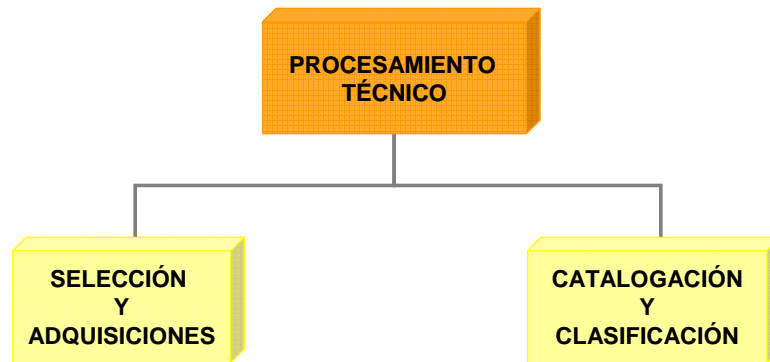 PROCESAMIENTO
TÉCNICO
SELECCIÓN
Y
ADQUISICIONES
CATALOGACIÓN
Y
CLASIFICACIÓN